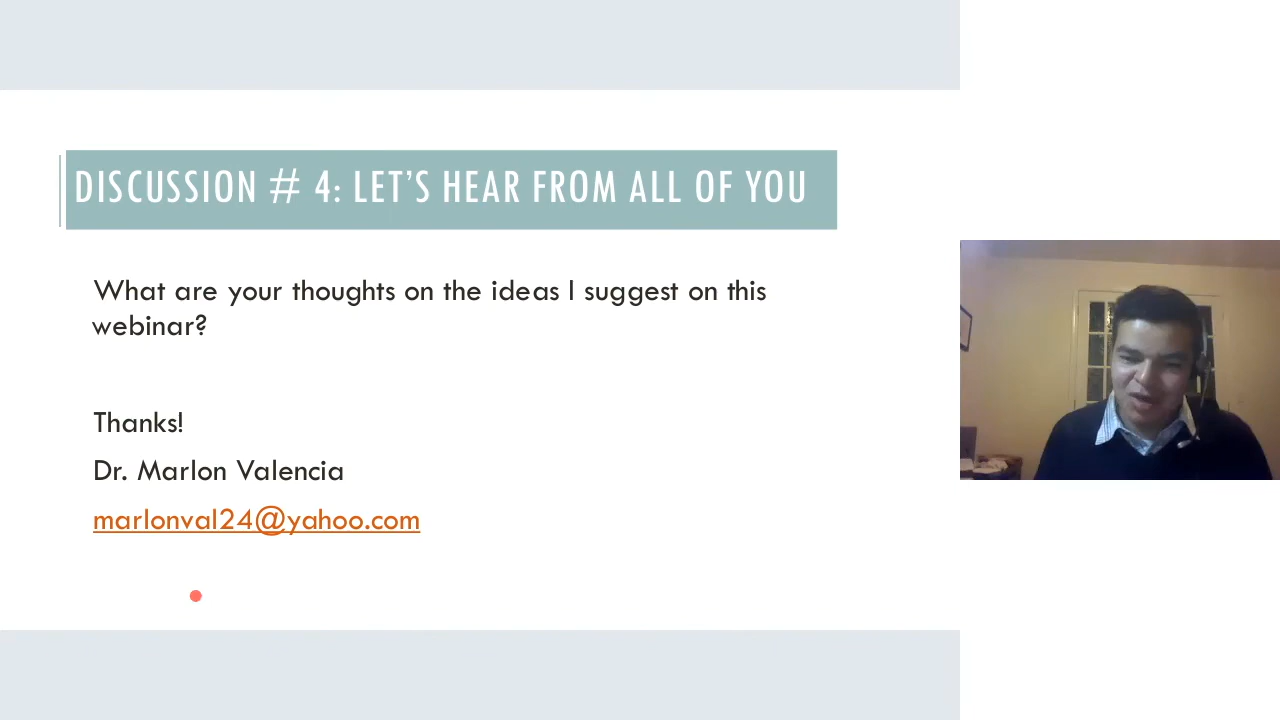 DISCUSSION # 4: LET'S HEAR FROM ALL OF YOU
What are your thoughts on the ideas I suggest on this
webinar?
Thanks!
Dr. Marlon Valencia
marlonval24@yahoo.com